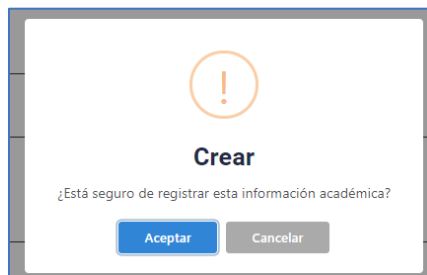 !
Crear
¿Está seguro de registrar esta información académica?
Aceptar Cancelar